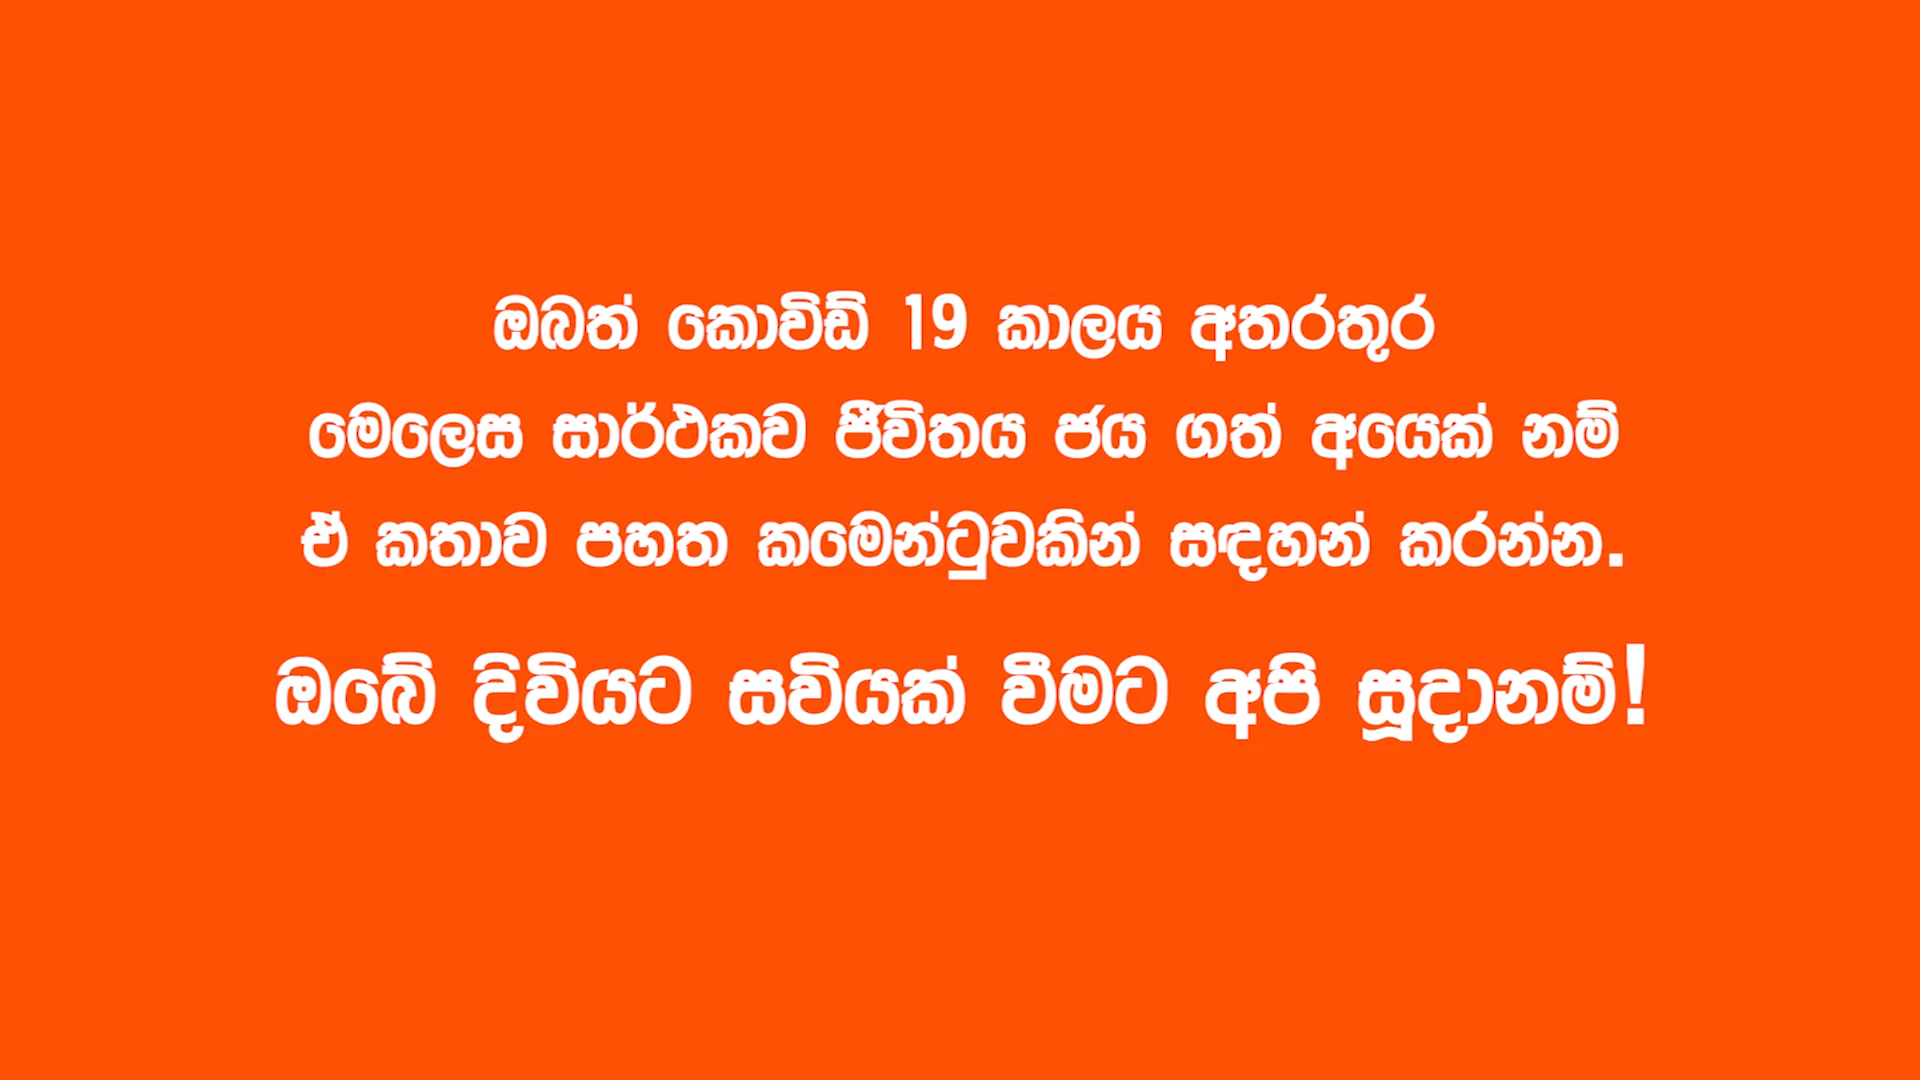 ඔබත් කොවිඩ් 19 කාලය අතරතුර
මෙලෙස සාර්ථකව ජීවිතය ජය ගත් අයෙක් නම්
ඒ කතාව පහත කමෙන්ටුවකින් සඳහන් කරන්න.
ඔබේ දිවියට සවියක් වීමට අපි සූදානම්!